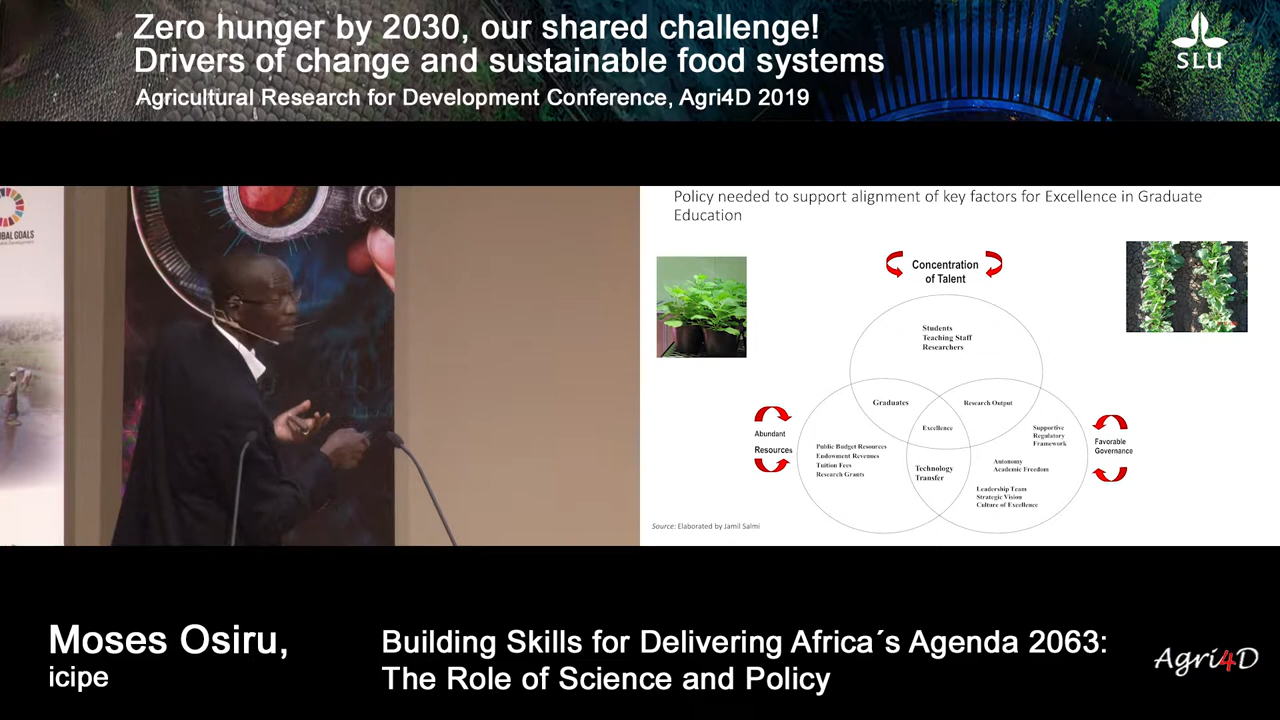 Zero hunger by 2030, our shared challenge!
Drivers of change and sustainable food systems
Agricultural Research for Development Conference, Agri4D 2019
SLU
BAL GOALS
Policy needed to support alignment of key factors for Excellence in Graduate
Education
Concentration
of Talent
Students
Teaching Staff
Researchers
Graduates
Research Output
Excellence
Abundant
Resources
Public Budget Resources
Endowment Revenues
Tuition Fees
Research Grants
Technology
Transfer
Supportive
Regulatory
Framework
Autonomy
Academic Freedom
Leadership Team
Strategic Vision
Culture of Excellence
Favorable
Governance
Source: Elaborated by Jamil Salmi
Moses Osiru,
icipe
Building Skills for Delivering Africa´s Agenda 2063:
The Role of Science and Policy
Agri4D